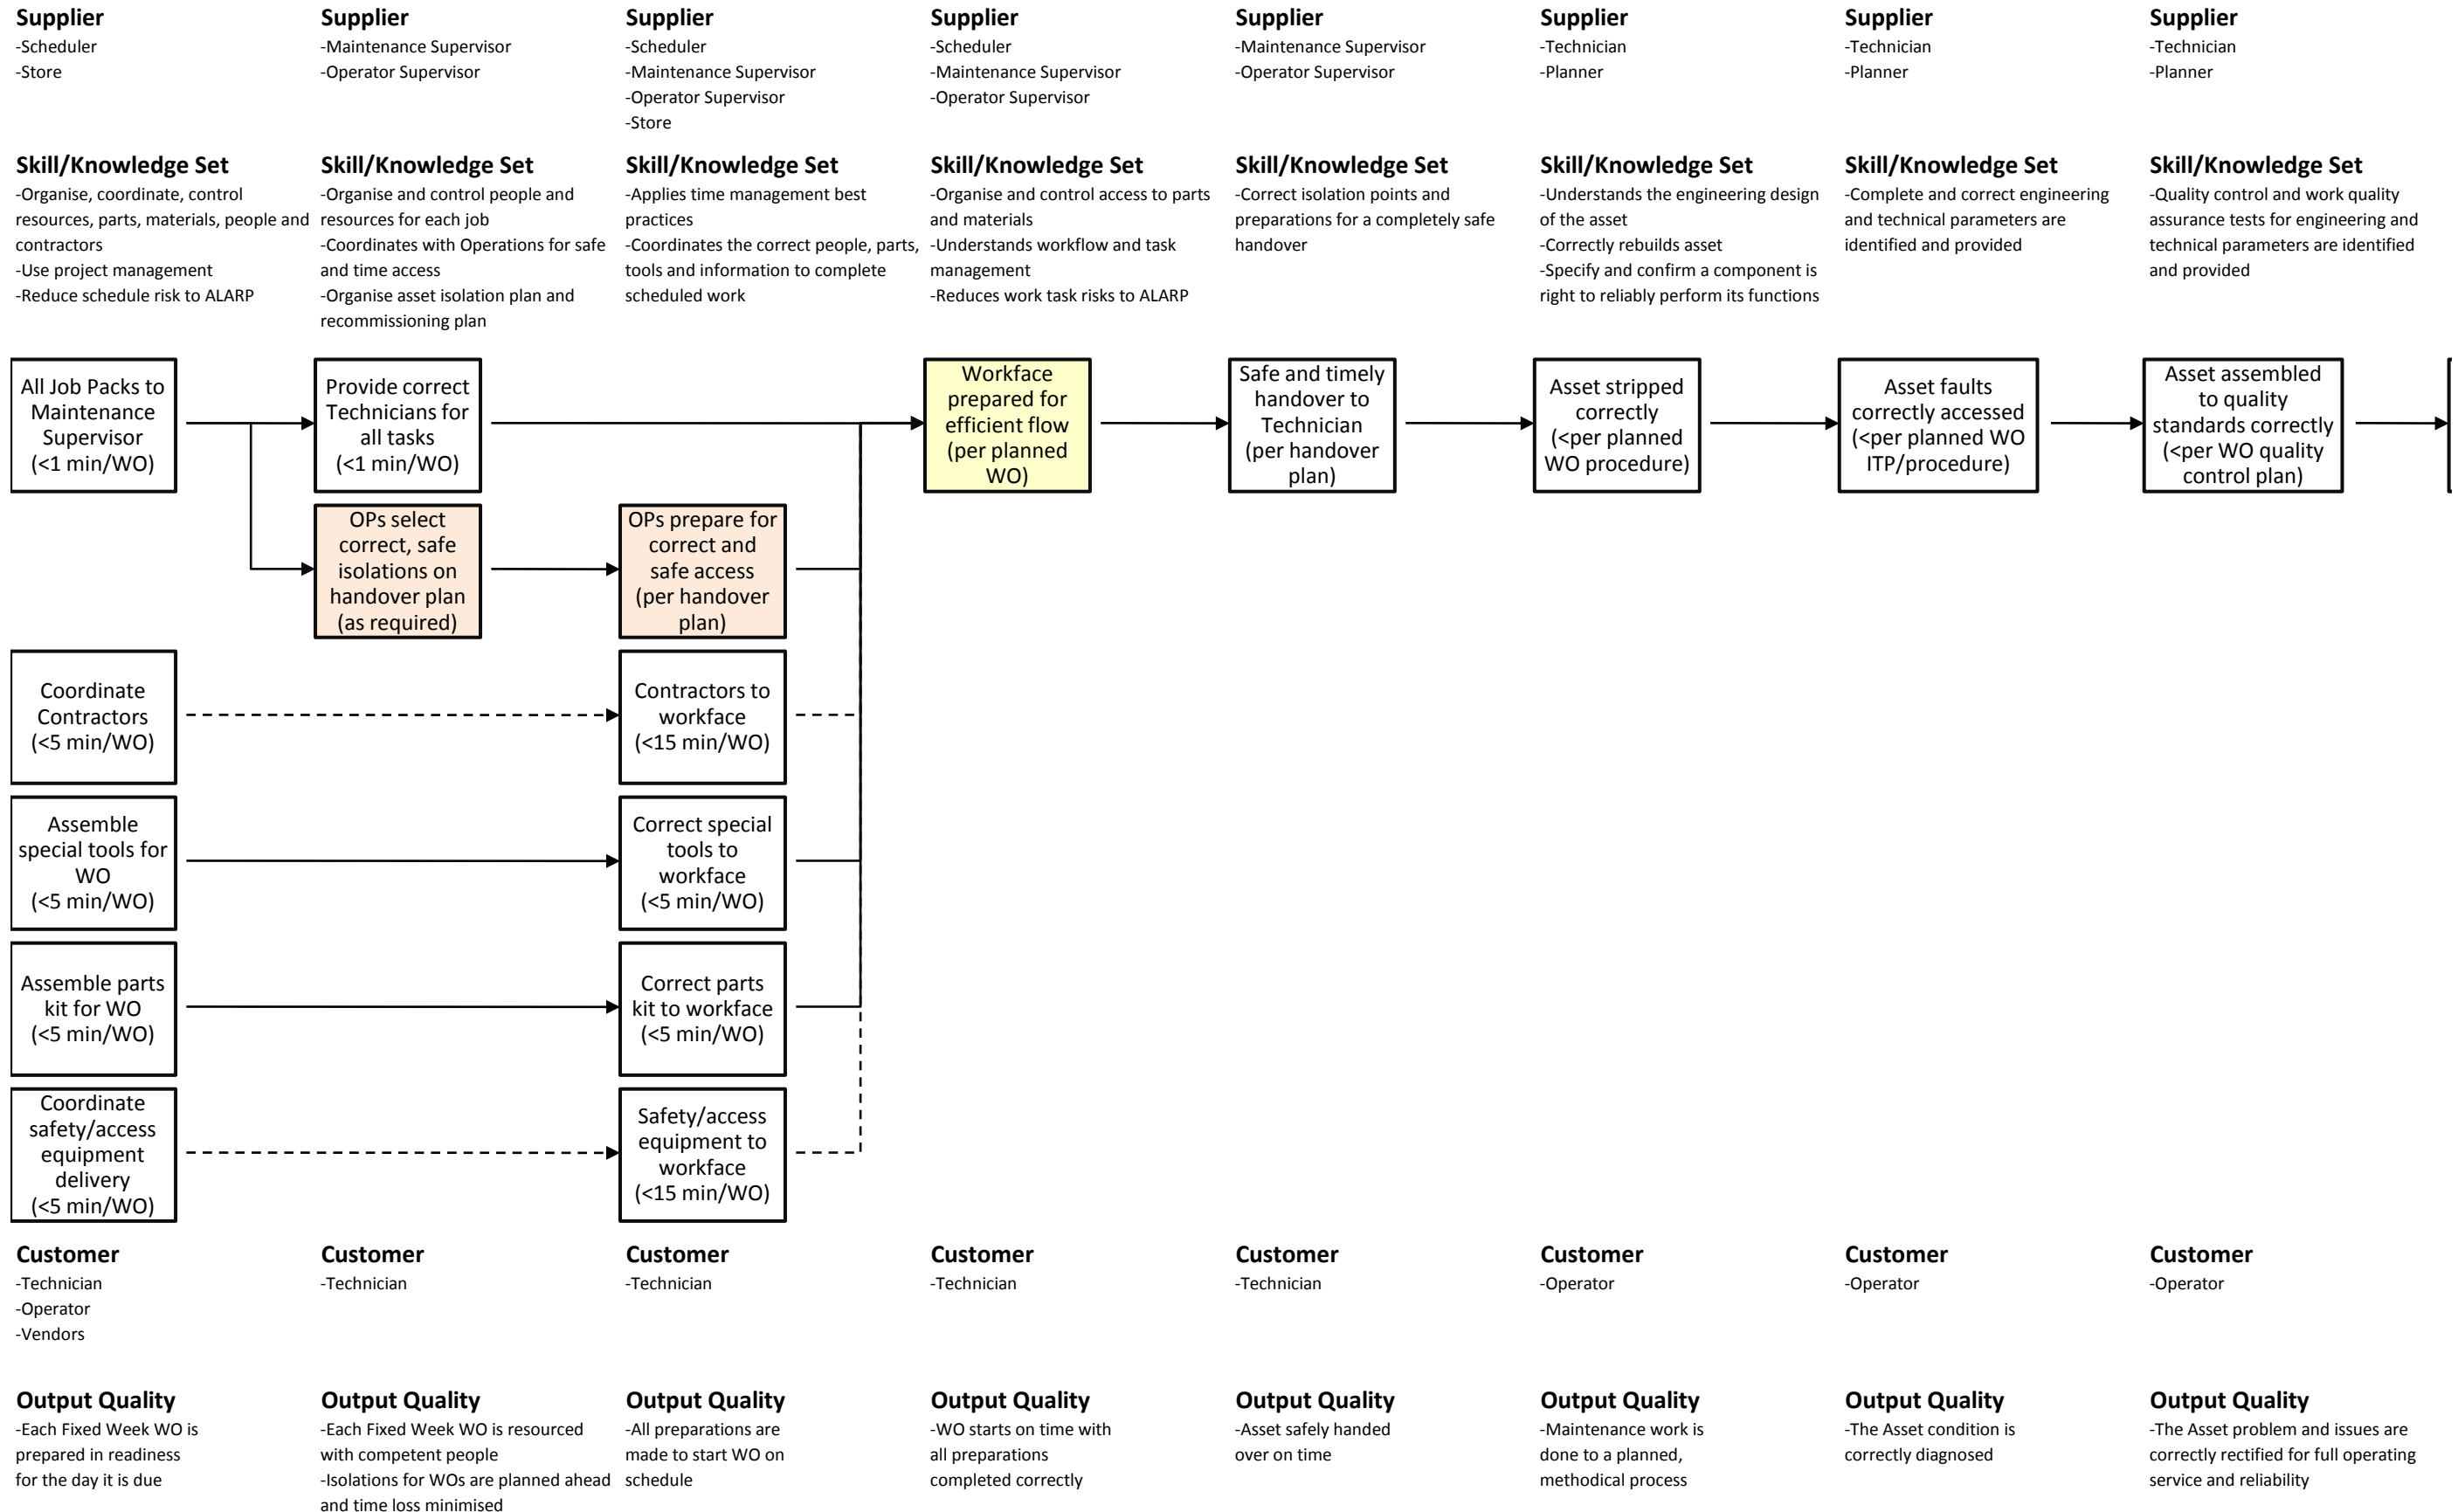 Supplier
-Scheduler
-Store
Supplier
-Maintenance Supervisor
-Operator Supervisor
Supplier
-Scheduler
-Maintenance Supervisor
-Operator Supervisor
-Store
Supplier
-Scheduler
-Maintenance Supervisor
-Operator Supervisor
Supplier
-Maintenance Supervisor
-Operator Supervisor
Supplier
-Technician
-Planner
Supplier
-Technician
-Planner
Supplier
-Technician
-Planner
Skill/Knowledge Set
-Organise, coordinate, control
resources, parts, materials, people and
contractors
-Use project management
-Reduce schedule risk to ALARP
Skill/Knowledge Set
-Organise and control people and
resources for each job
-Coordinates with Operations for safe
and time access
-Organise asset isolation plan and
recommissioning plan
Skill/Knowledge Set
-Applies time management best
practices
-Coordinates the correct people, parts,
tools and information to complete
scheduled work
Skill/Knowledge Set
-Organise and control access to parts
and materials
-Understands workflow and task
management
-Reduces work task risks to ALARP
Skill/Knowledge Set
-Correct isolation points and
preparations for a completely safe
handover
Skill/Knowledge Set
-Understands the engineering design
of the asset
-Correctly rebuilds asset
-Specify and confirm a component is
right to reliably perform its functions
Skill/Knowledge Set
-Complete and correct engineering
and technical parameters are
identified and provided
Skill/Knowledge Set
-Quality control and work quality
assurance tests for engineering and
technical parameters are identified
and provided
All Job Packs to
Maintenance
Supervisor
(<1 min/WO)
Provide correct
Technicians for
all tasks
(<1 min/WO)
Workface
prepared for
efficient flow
(per planned
WO)
Safe and timely
handover to
Technician
(per handover
plan)
Asset stripped
correctly
(<per planned
WO procedure)
Asset faults
correctly accessed
(<per planned WO
ITP/procedure)
Asset assembled
to quality
standards correctly
(<per WO quality
control plan)
OPs select
correct, safe
isolations on
handover plan
(as required)
OPs prepare for
correct and
safe access
(per handover
plan)
Coordinate
Contractors
(<5 min/WO)
Contractors to
workface
(<15 min/WO)
Assemble
special tools for
WO
(<5 min/WO)
Correct special
tools to
workface
(<5 min/WO)
Assemble parts
kit for WO
(<5 min/WO)
Correct parts
kit to workface
(<5 min/WO)
Coordinate
safety/access
equipment
delivery
(<5 min/WO)
Safety/access
equipment to
workface
(<15 min/WO)
Customer
-Technician
-Operator
-Vendors
Customer
-Technician
Customer
-Technician
Customer
-Technician
Customer
-Technician
Customer
-Operator
Customer
-Operator
Customer
-Operator
Output Quality
-Each Fixed Week WO is
prepared in readiness
for the day it is due
Output Quality
-Each Fixed Week WO is resourced
with competent people
-Isolations for WOs are planned ahead
and time loss minimised
Output Quality
-All preparations are
made to start WO on
schedule
Output Quality
-WO starts on time with
all preparations
completed correctly
Output Quality
-Asset safely handed
over on time
Output Quality
-Maintenance work is
done to a planned,
methodical process
Output Quality
-The Asset condition is
correctly diagnosed
Output Quality
-The Asset problem and issues are
correctly rectified for full operating
service and reliability